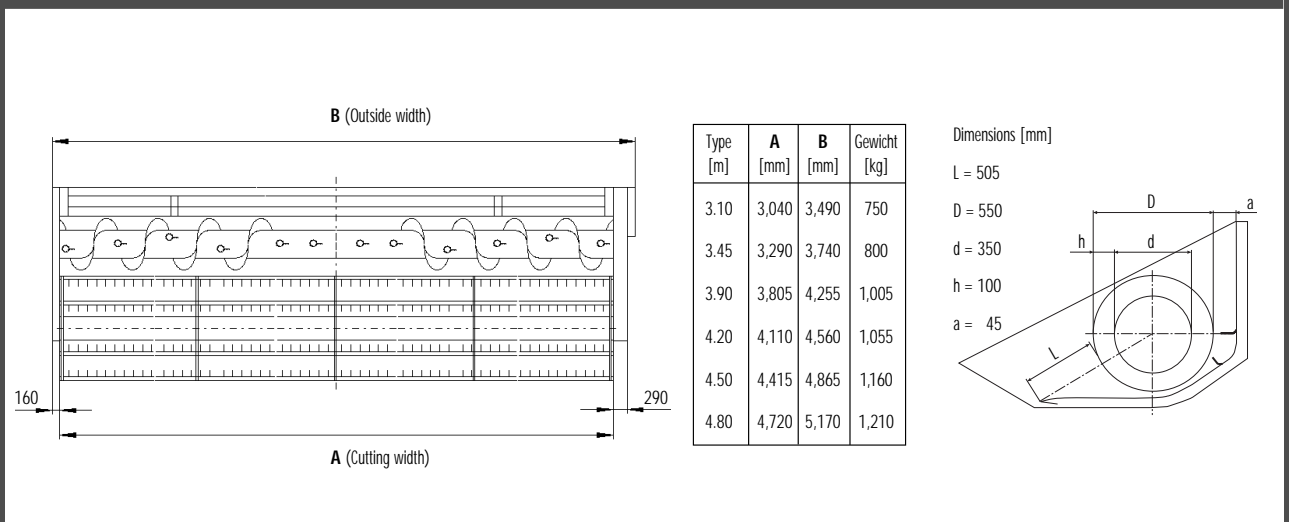 B (Outside width)
160
290
A (Cutting width)
Type A B Gewicht
[m] [mm] [mm] [kg]
3.10 3,040 3,490 750
3.45 3,290 3,740 800
3.90 3,805 4,255 1,005
4.20 4,110 4,560 1,055
4.50 4,415 4,865 1,160
4.80 4,720 5,170 1,210
Dimensions [mm]
L = 505
D = 550
d = 350
h = 100
a = 45
D a
h d
L